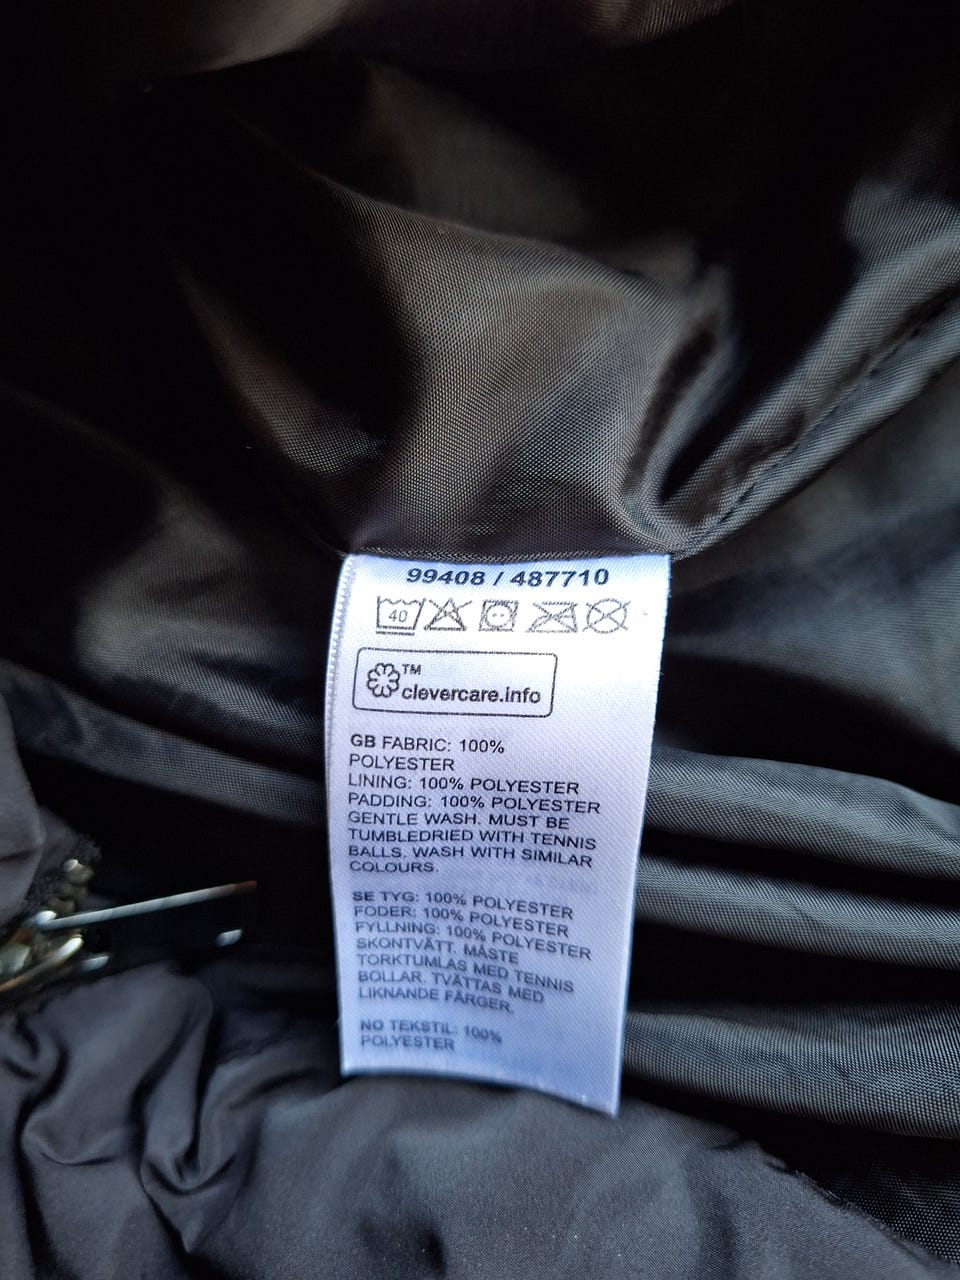 99408 / 487710
40
TM
clevercare.info
GB FABRIC: 100%
POLYESTER
LINING: 100% POLYESTER
PADDING: 100% POLYESTER
GENTLE WASH. MUST BE
TUMBLEDRIED WITH TENNIS
BALLS. WASH WITH SIMILAR
COLOURS.
SE TYG: 100% POLYESTER
FODER: 100% POLYESTER
FYLLNING: 100% POLYESTER
SKONTVÄTT. MÅSTE
TORKTUMLAS MED TENNIS
BOLLAR. TVÄTTAS MED
LIKNANDE FÄRGER.
NO TEKSTIL: 100%
POLYESTER